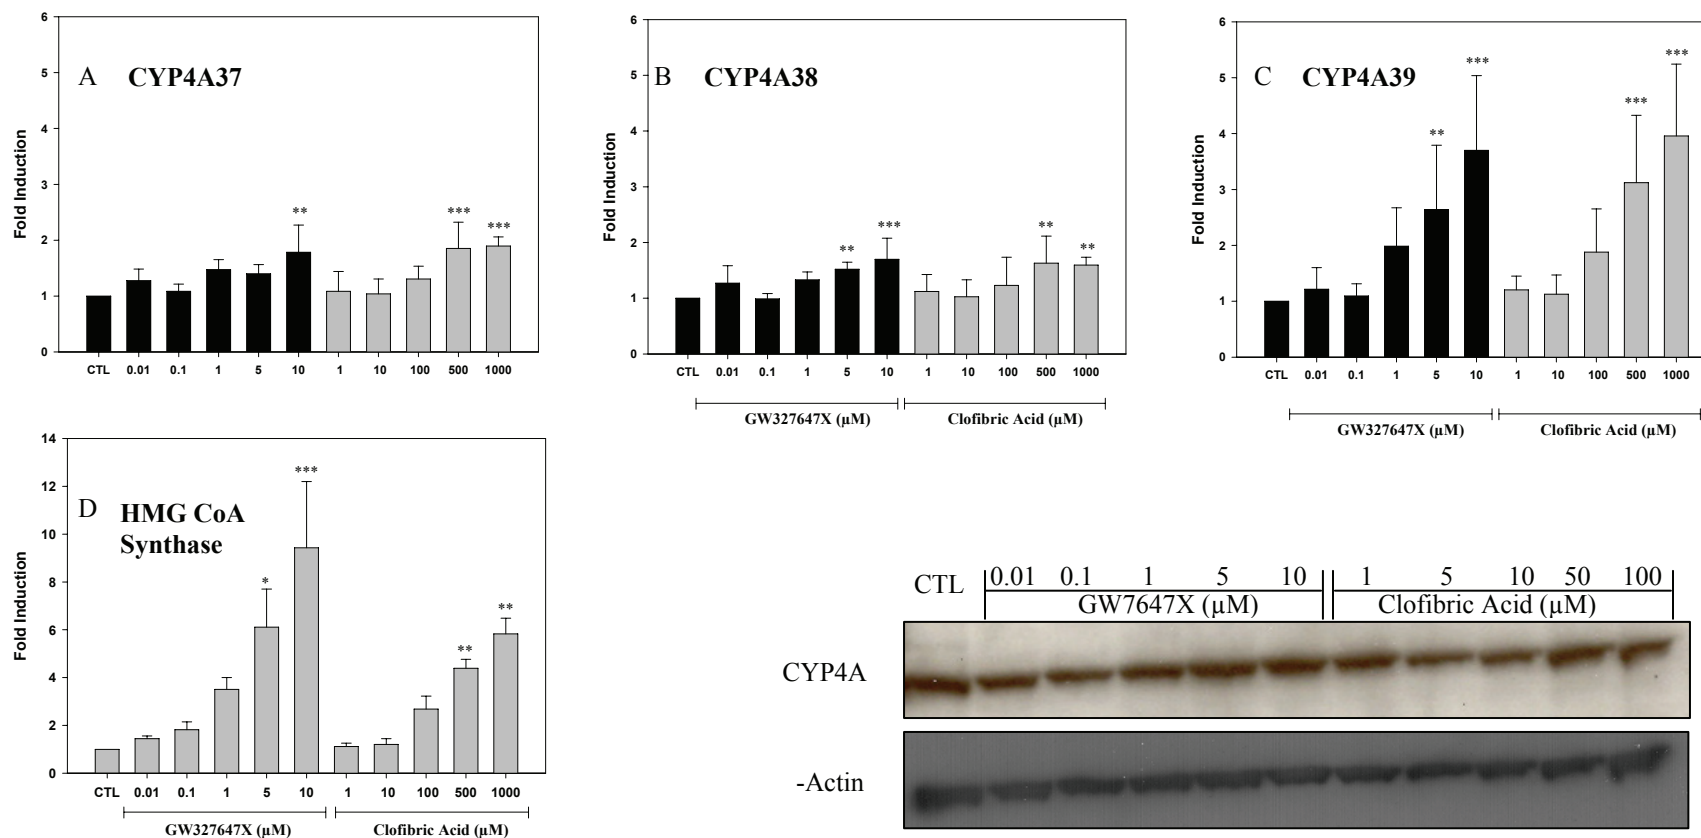 A CYP4A37
Fold Induction
6
5
4
3
2
1
0
** *** ***
CTL 0.01 0.1 1 5 10 1 10 100 500 1000
B CYP4A38
Fold Induction
6
5
4
3
2
1
0
** *** ** **
CTL 0.01 0.1 1 5 10 1 10 100 500 1000
GW327647X (µM) Clofibric Acid (µM)
C CYP4A39
Fold Induction
6
5
4
3
2
1
0
** *** *** ***
CTL 0.01 0.1 1 5 10 1 10 100 500 1000
GW327647X (µM) Clofibric Acid (µM)
D HMG CoA
Synthase
Fold Induction
14
12
10
8
6
4
2
0
* *** ** **
CTL 0.01 0.1 1 5 10 1 10 100 500 1000
GW327647X (µM) Clofibric Acid (µM)
CTL 0.01 0.1 1 5 10 1 5 10 50 100
GW7647X (µM) Clofibric Acid (µM)
CYP4A
-Actin